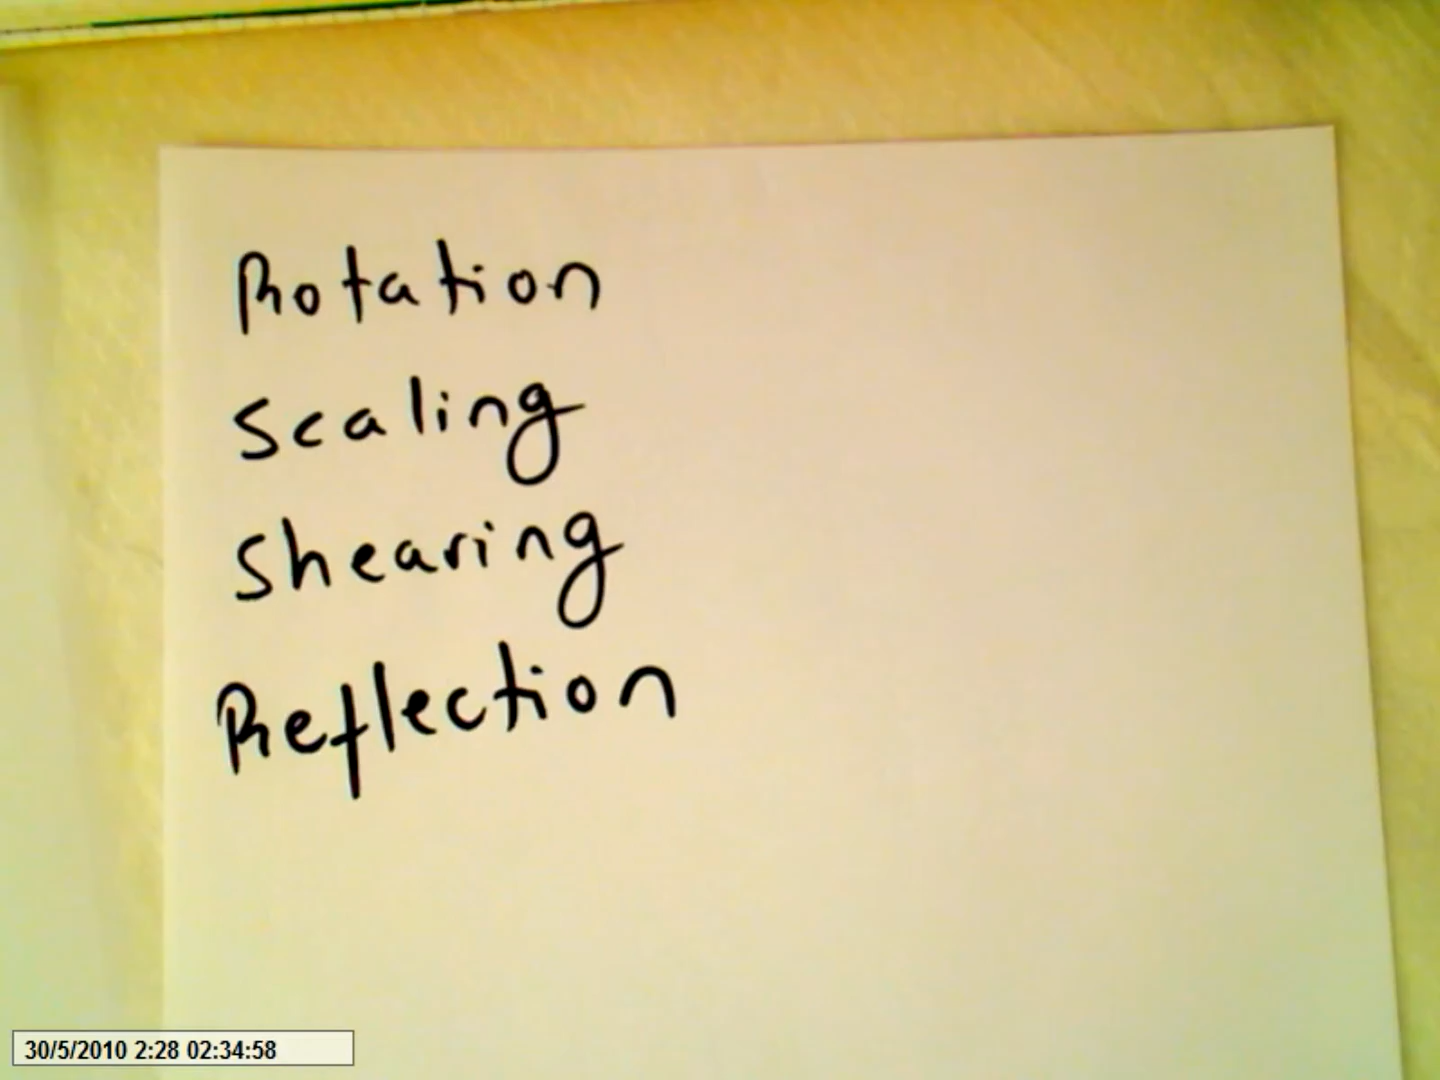 Rotation
Scaling
Shearing
Reflection
30/5/2010 2:28 02:34:58